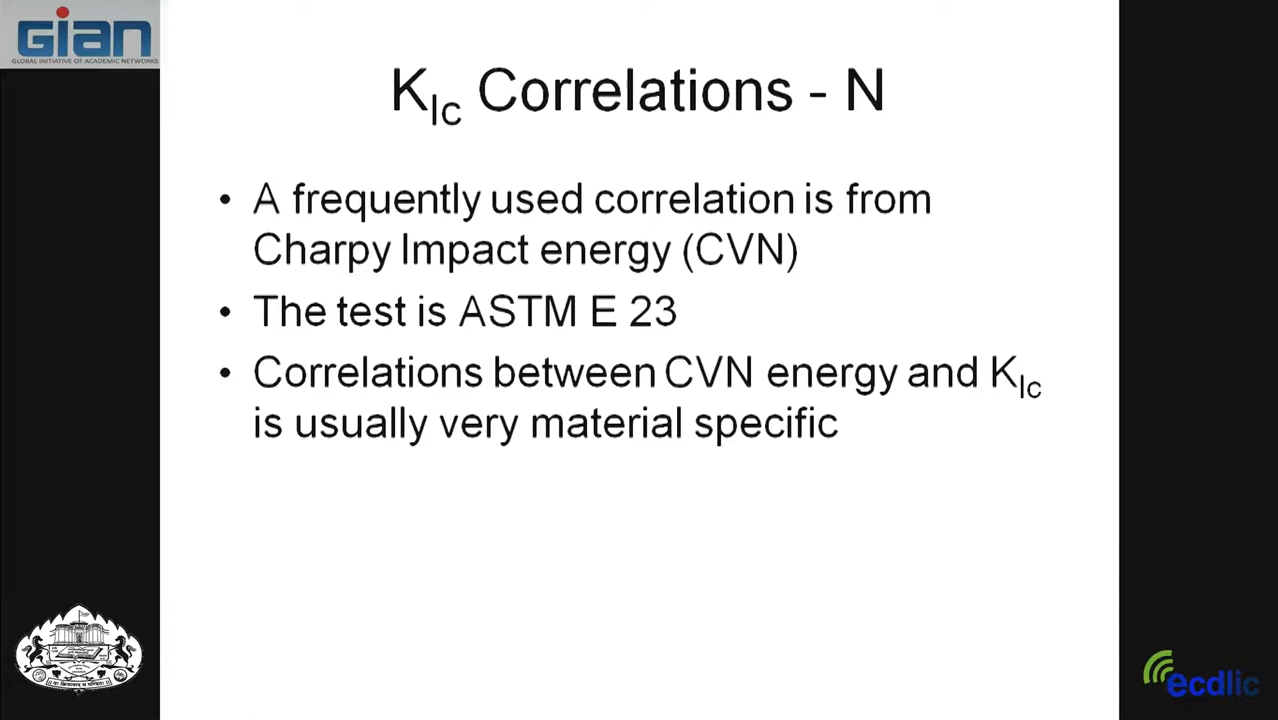 GIAN
GLOBAL INITIATIVE OF ACADEMIC NETWORKS
KIc Correlations - N
• A frequently used correlation is from
Charpy Impact energy (CVN)
• The test is ASTM E 23
• Correlations between CVN energy and KIc
is usually very material specific
ecdlic